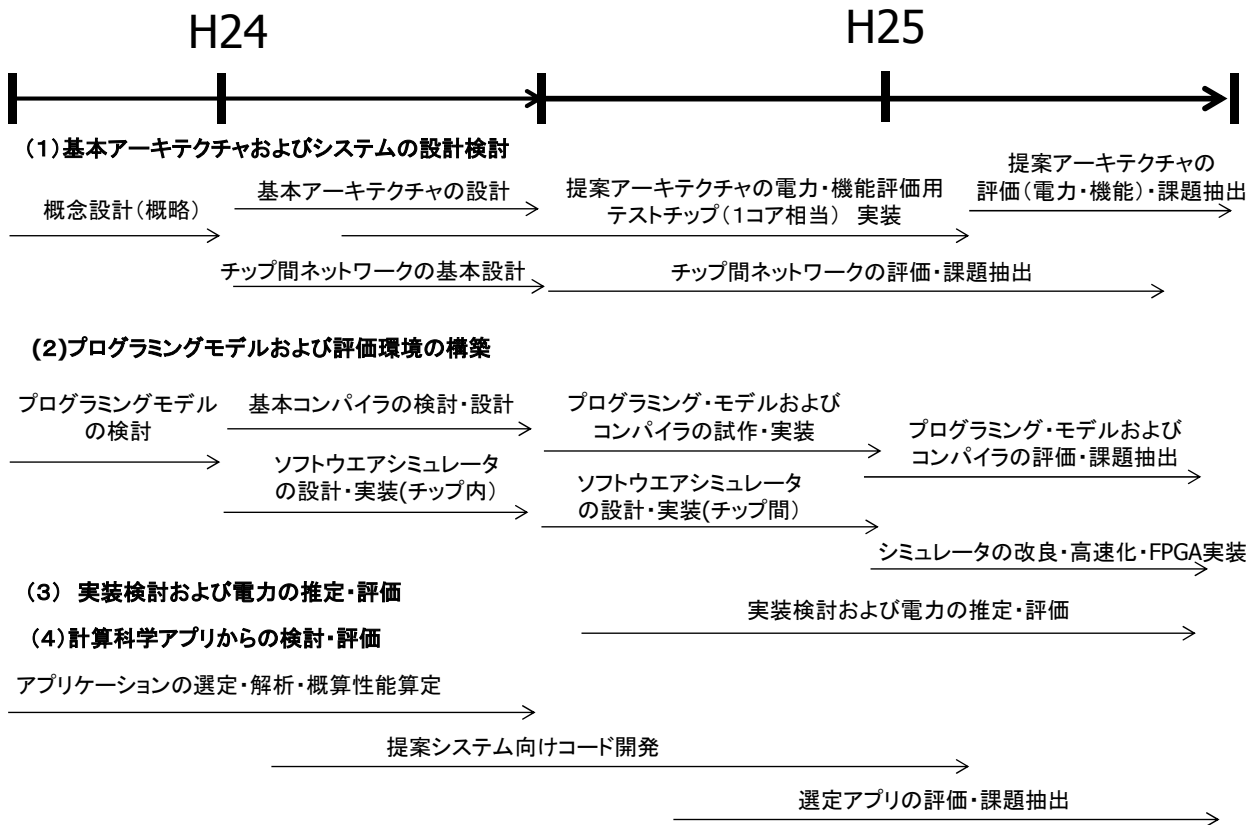 H24
H25
（１）基本アーキテクチャおよびシステムの設計検討
概念設計（概略）
基本アーキテクチャの設計
提案アーキテクチャの電力・機能評価用
テストチップ（１コア相当） 実装
提案アーキテクチャの
評価（電力・機能）・課題抽出
チップ間ネットワークの基本設計
チップ間ネットワークの評価・課題抽出
(２)プログラミングモデルおよび評価環境の構築
プログラミングモデル
の検討
基本コンパイラの検討・設計
プログラミング・モデルおよび
コンパイラの試作・実装
プログラミング・モデルおよび
コンパイラの評価・課題抽出
ソフトウエアシミュレータ
の設計・実装(チップ内）
ソフトウエアシミュレータ
の設計・実装(チップ間）
シミュレータの改良・高速化・FPGA実装
（３） 実装検討および電力の推定・評価
実装検討および電力の推定・評価
（４）計算科学アプリからの検討・評価
アプリケーションの選定・解析・概算性能算定
提案システム向けコード開発
選定アプリの評価・課題抽出